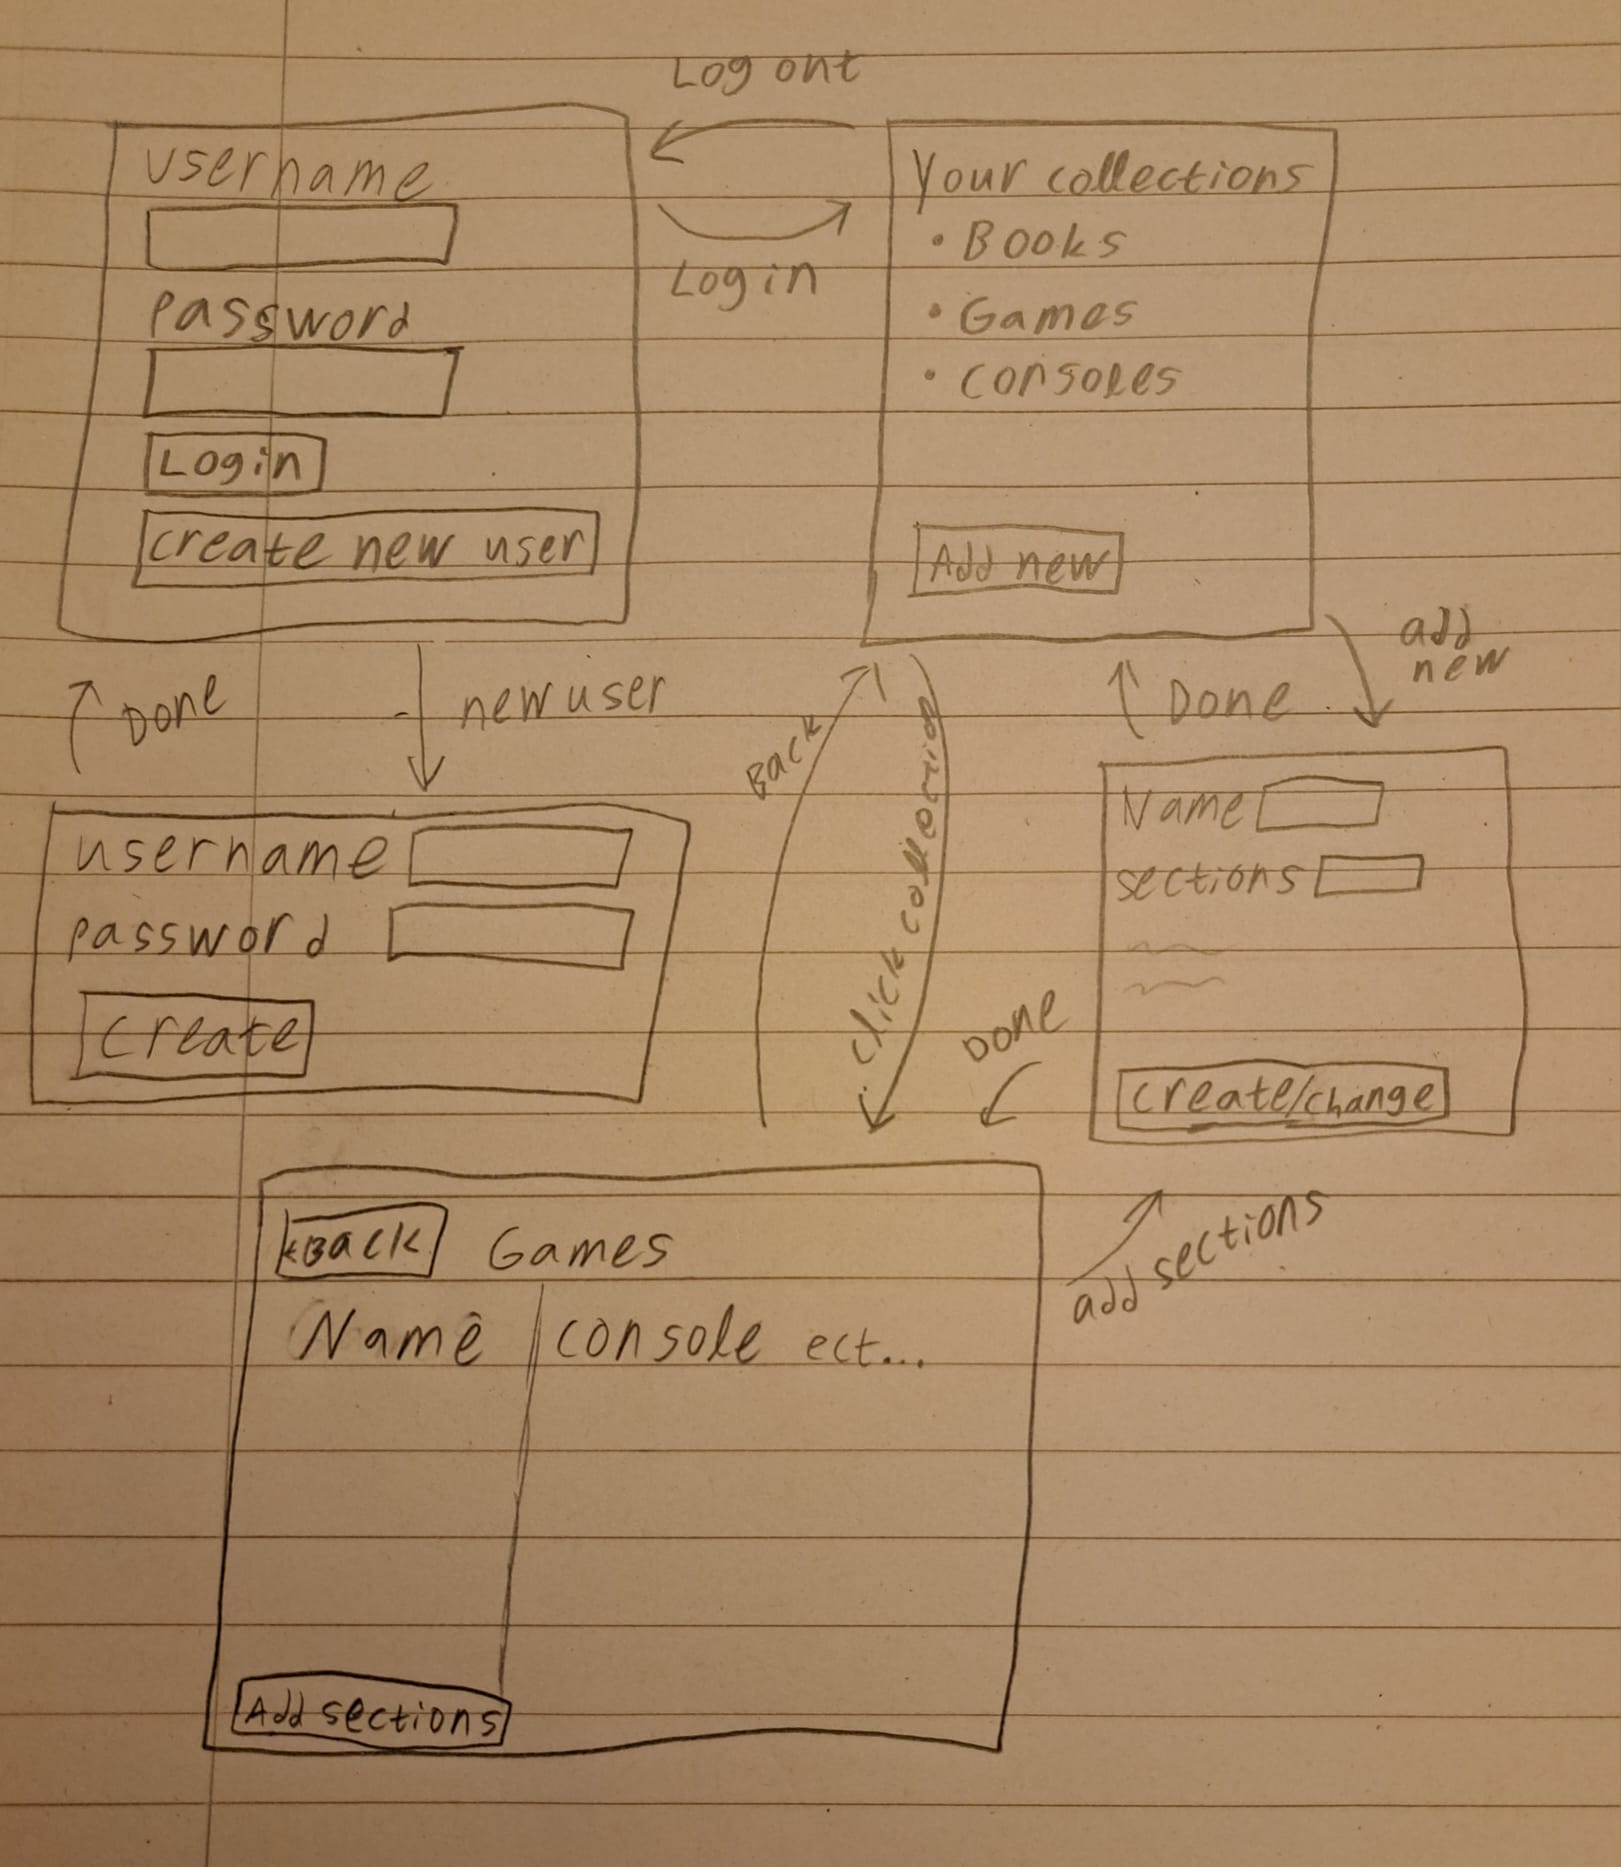 Log out
username
password
Login
create new user
Log in
Your collections
• Books
• Games
• consoles
Add new
Done
new user
Back
click collection
Done
add
new
username
password
create
Name
sections
create/change
Done
<Back Games
Name console ect...
Add sections
add sections